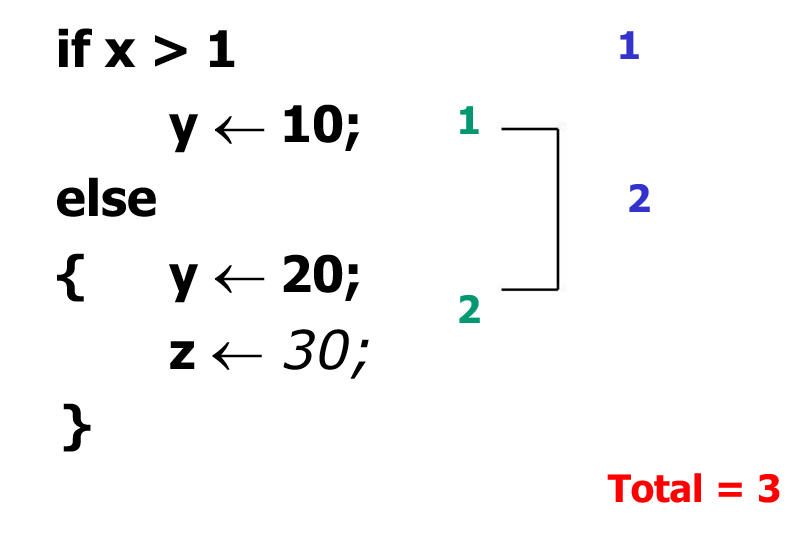 if x > 1 1
y ← 10; 1
else 2
{ y ← 20;
2
z ← 30;
}
Total = 3